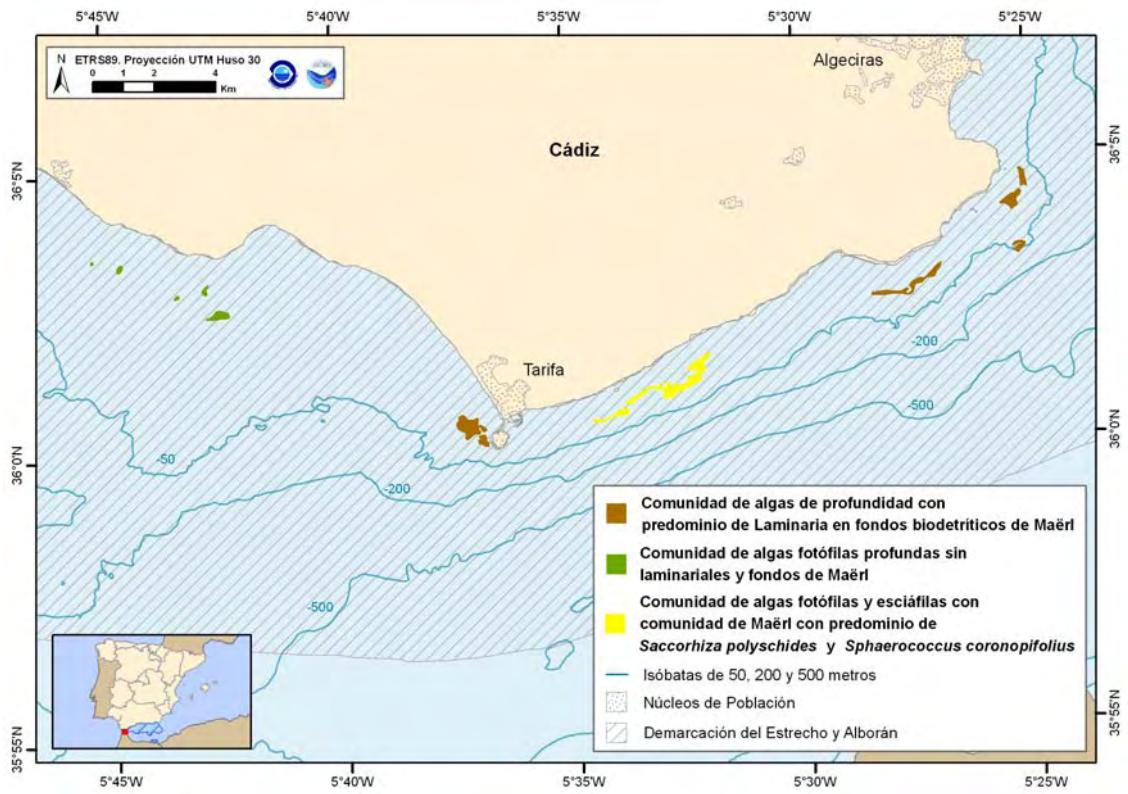 5°45'W 5°40'W 5°35'W 5°30'W 5°25'W
N ETRS89. Proyección UTM Huso 30
0 1 2 4
Km
Algeciras
Cádiz
36°5'N
36°5'N
-200
Tarifa
-500
36°0'N
36°0'N
-50
-200
-500
Comunidad de algas de profundidad con
predominio de Laminaria en fondos biodetríticos de Maërl
Comunidad de algas fotófilas profundas sin
laminariales y fondos de Maërl
Comunidad de algas fotófilas y esciáfilas con
comunidad de Maërl con predominio de
Saccorhiza polyschides y Sphaerococcus coronopifolius
Isóbatas de 50, 200 y 500 metros
Núcleos de Población
Demarcación del Estrecho y Alborán
35°55'N
35°55'N
5°45'W 5°40'W 5°35'W 5°30'W 5°25'W